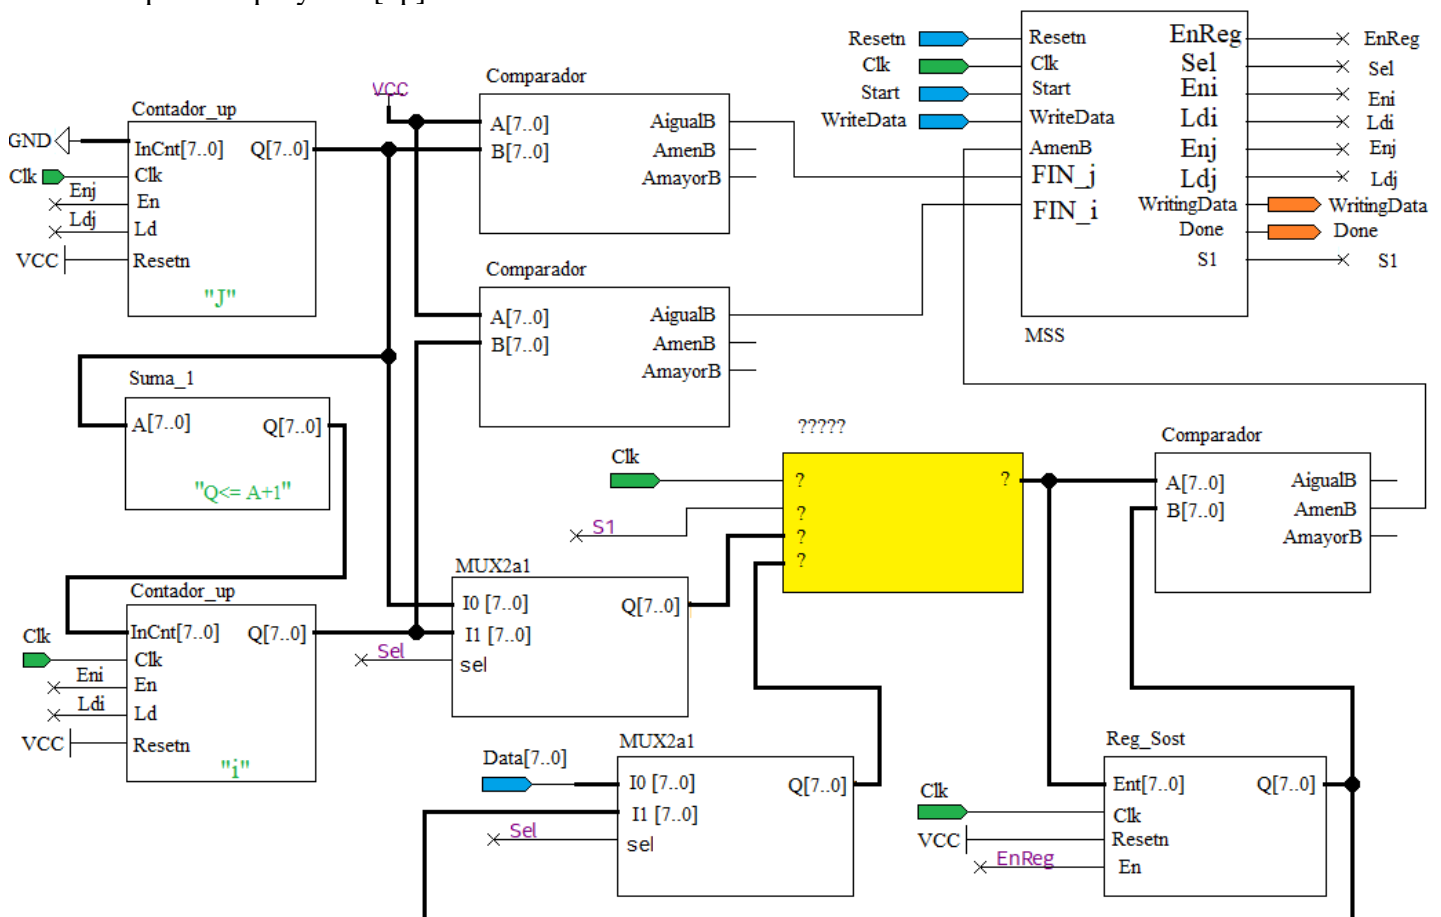 VCC
Contador_up
GND
InCnt[7..0] Q[7..0]
Clk
Clk
Enj
En
Ldj
Ld
VCC
Resetn
"J"
Comparador
A[7..0]
B[7..0]
AigualB
AmenB
AmayorB
Comparador
A[7..0]
B[7..0]
AigualB
AmenB
AmayorB
Resetn
Clk
Start
WriteData
Resetn
Clk
Start
WriteData
AmenB
FIN_j
FIN_i
EnReg
Sel
Eni
Ldi
Enj
Ldj
WritingData
Done
S1
EnReg
Sel
Eni
Ldi
Enj
Ldj
WritingData
Done
S1
MSS
Suma_1
A[7..0] Q[7..0]
"Q<= A+1"
?????
Clk
S1
?
?
?
?
?
Comparador
A[7..0]
B[7..0]
AigualB
AmenB
AmayorB
Contador_up
InCnt[7..0] Q[7..0]
Clk
Clk
Eni
En
Ldi
Ld
VCC
Resetn
"i"
MUX2a1
I0 [7..0]
I1 [7..0]
Q[7..0]
Sel
sel
MUX2a1
Data[7..0]
I0 [7..0]
I1 [7..0]
Q[7..0]
Sel
sel
Reg_Sost
Ent[7..0] Q[7..0]
Clk
Clk
VCC
Resetn
EnReg
En